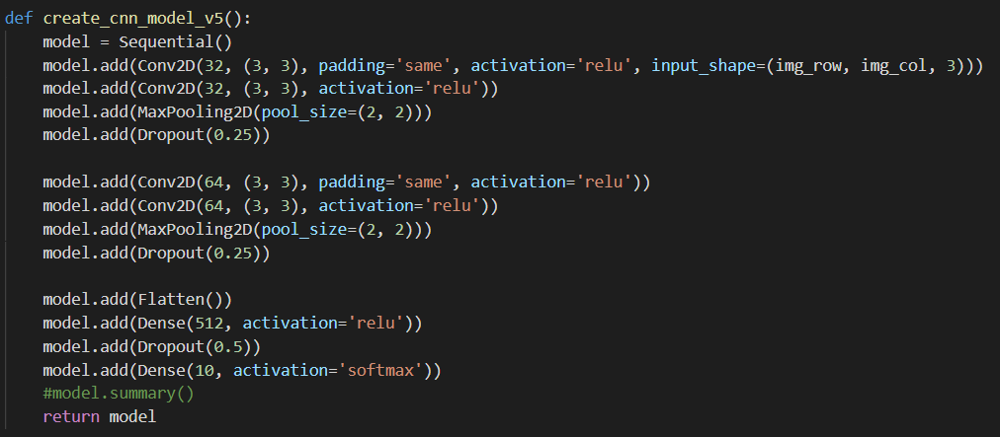 def create_cnn_model_v5():
    model = Sequential()
    model.add(Conv2D(32, (3, 3), padding='same', activation='relu', input_shape=(img_row, img_col, 3)))
    model.add(Conv2D(32, (3, 3), activation='relu'))
    model.add(MaxPooling2D(pool_size=(2, 2)))
    model.add(Dropout(0.25))

    model.add(Conv2D(64, (3, 3), padding='same', activation='relu'))
    model.add(Conv2D(64, (3, 3), activation='relu'))
    model.add(MaxPooling2D(pool_size=(2, 2)))
    model.add(Dropout(0.25))

    model.add(Flatten())
    model.add(Dense(512, activation='relu'))
    model.add(Dropout(0.5))
    model.add(Dense(10, activation='softmax'))
    #model.summary()
    return model